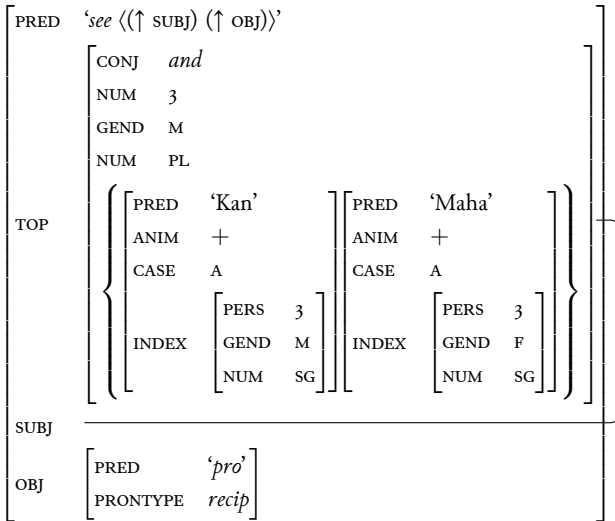 PRED ‘see ⟨(↑ SUBJ) (↑ OBJ)⟩’
CONJ and
NUM 3
GEND M
NUM PL
PRED ‘Kan’ PRED ‘Maha’
TOP ANIM + ANIM +
CASE A CASE A
PERS 3 PERS 3
INDEX GEND M INDEX GEND F
NUM SG NUM SG
SUBJ
PRED ‘pro’
OBJ
PRONTYPE recip